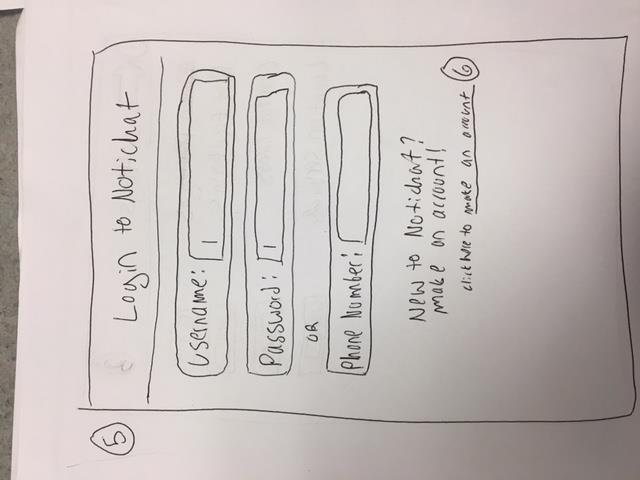 5
Login to Notichat
Username:
Password:
OR
Phone Number:
New to Notichat?
make an account!
click here to make an account 6